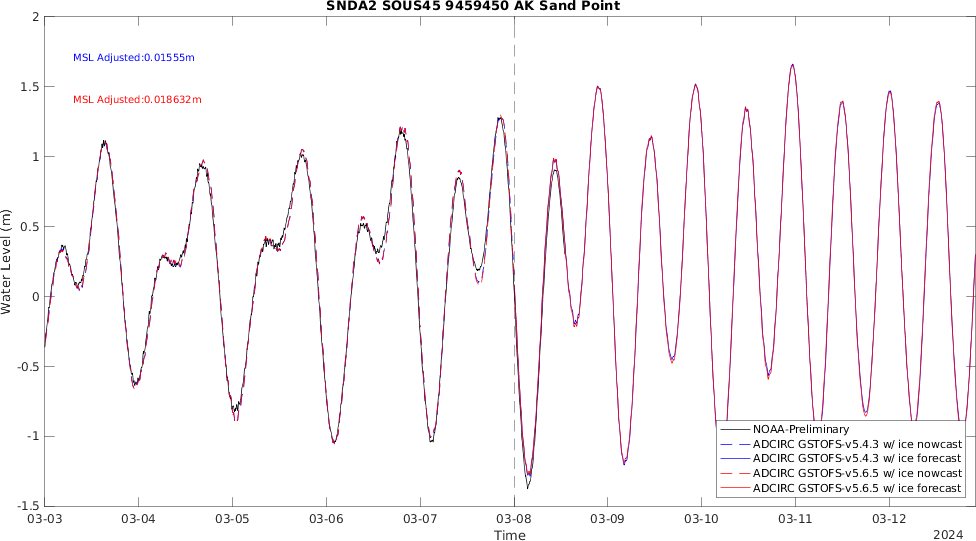 SNDA2 SOUS45 9459450 AK Sand Point
MSL Adjusted:0.01555m
MSL Adjusted:0.018632m
Water Level (m)
2
1.5
1
0.5
0
-0.5
-1
-1.5
NOAA-Preliminary
ADCIRC GSTOFS-v5.4.3 w/ ice nowcast
ADCIRC GSTOFS-v5.4.3 w/ ice forecast
ADCIRC GSTOFS-v5.6.5 w/ ice nowcast
ADCIRC GSTOFS-v5.6.5 w/ ice forecast
03-03 03-04 03-05 03-06 03-07 03-08 03-09 03-10 03-11 03-12
Time
2024